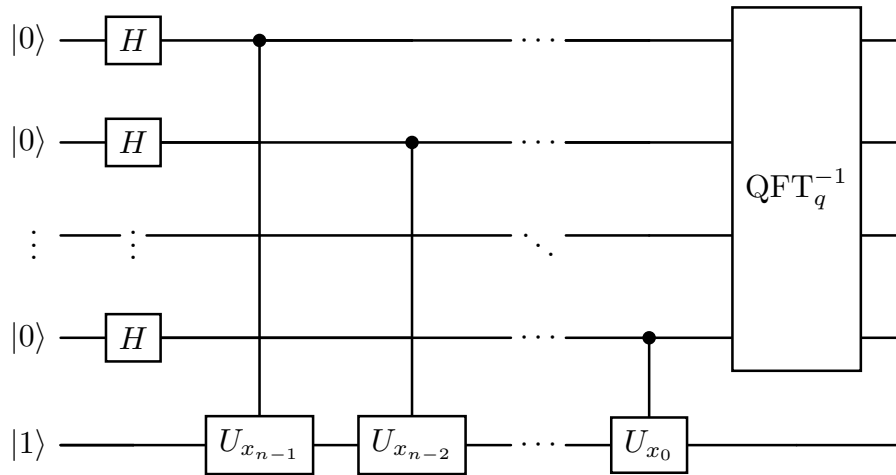 |0⟩ H ⋯
|0⟩ H ⋯
QFT_q^{-1}
⋮ ⋮ ⋱
|0⟩ H ⋯
|1⟩ U_{x_{n-1}} U_{x_{n-2}} ⋯ U_{x_0}